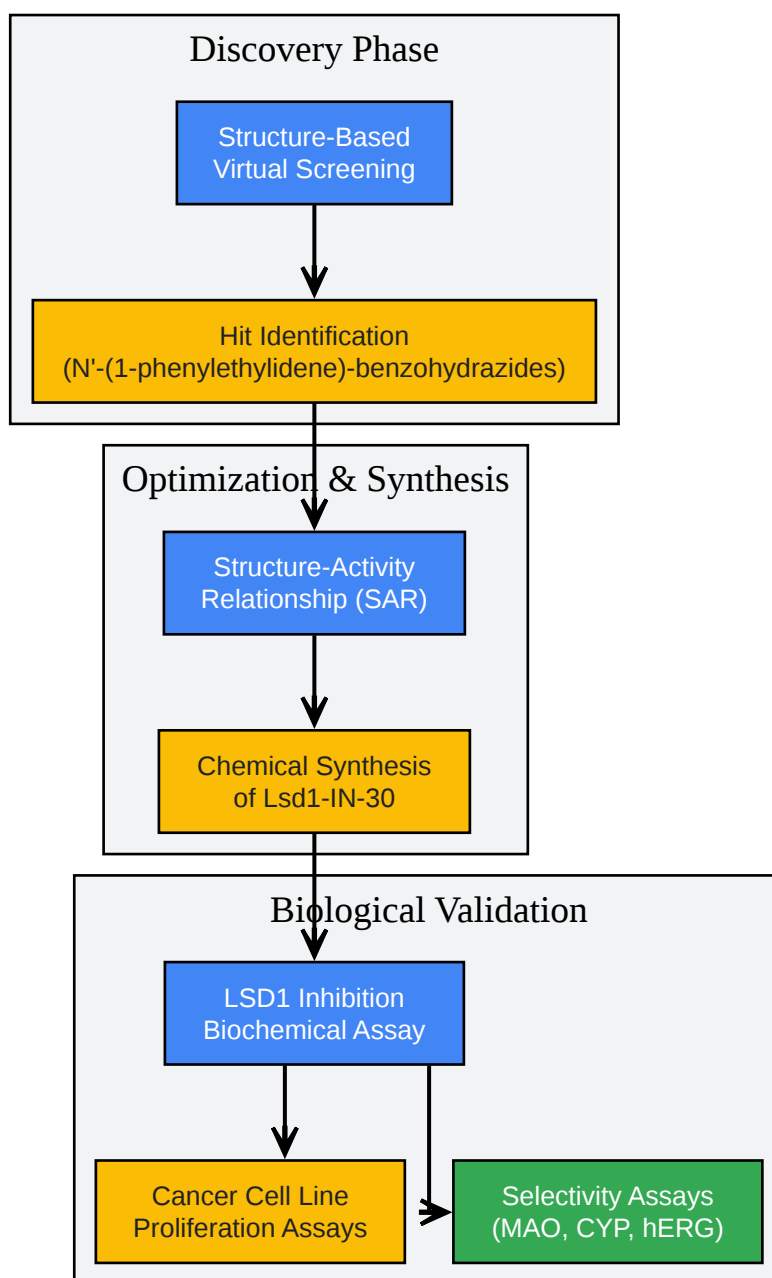 Discovery Phase
Structure-Based
Virtual Screening
Hit Identification
(N'-(1-phenylethylidene)-benzohydrazides)
Optimization & Synthesis
Structure-Activity
Relationship (SAR)
Chemical Synthesis
of Lsd1-IN-30
Biological Validation
LSD1 Inhibition
Biochemical Assay
Cancer Cell Line
Proliferation Assays
Selectivity Assays
(MAO, CYP, hERG)